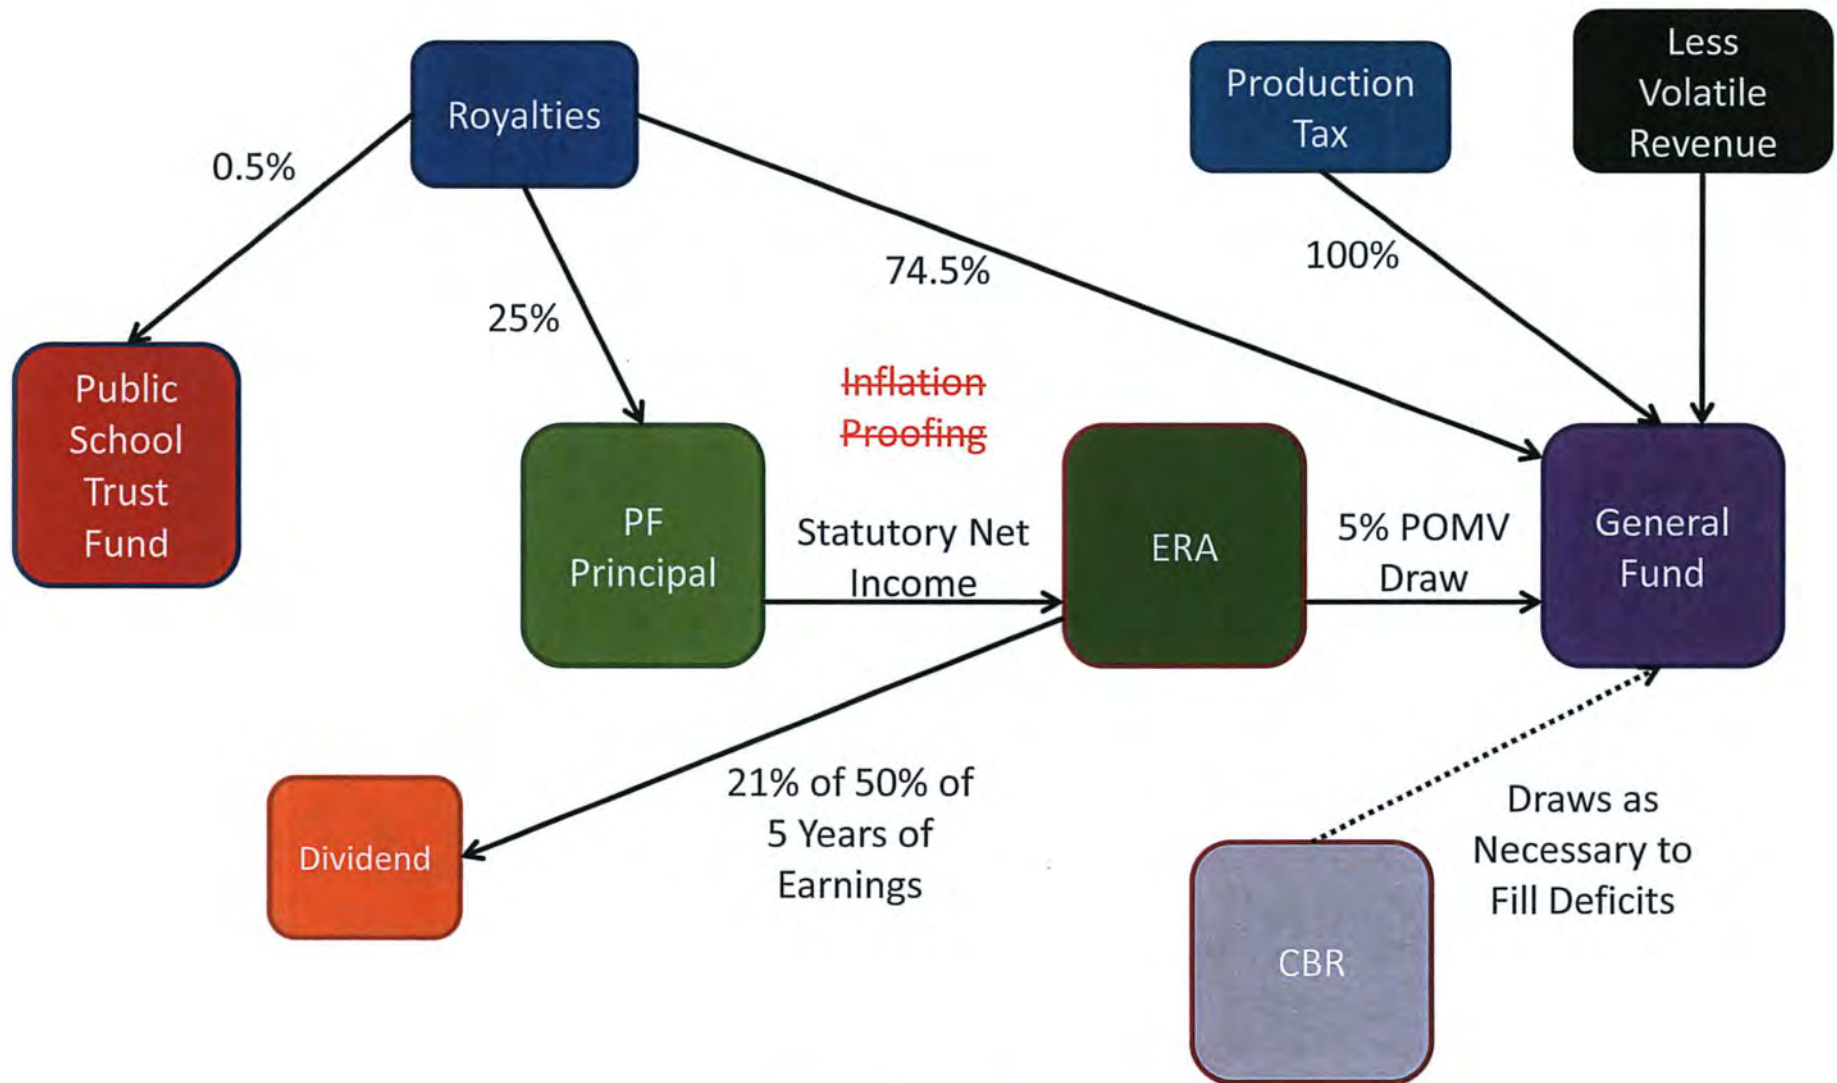 Royalties
Production
Tax
Less
Volatile
Revenue
0.5%
25%
74.5%
100%
Public
School
Trust
Fund
Inflation
Proofing
PF
Principal
Statutory Net
Income
ERA
5% POMV
Draw
General
Fund
Dividend
21% of 50% of
5 Years of
Earnings
CBR
Draws as
Necessary to
Fill Deficits